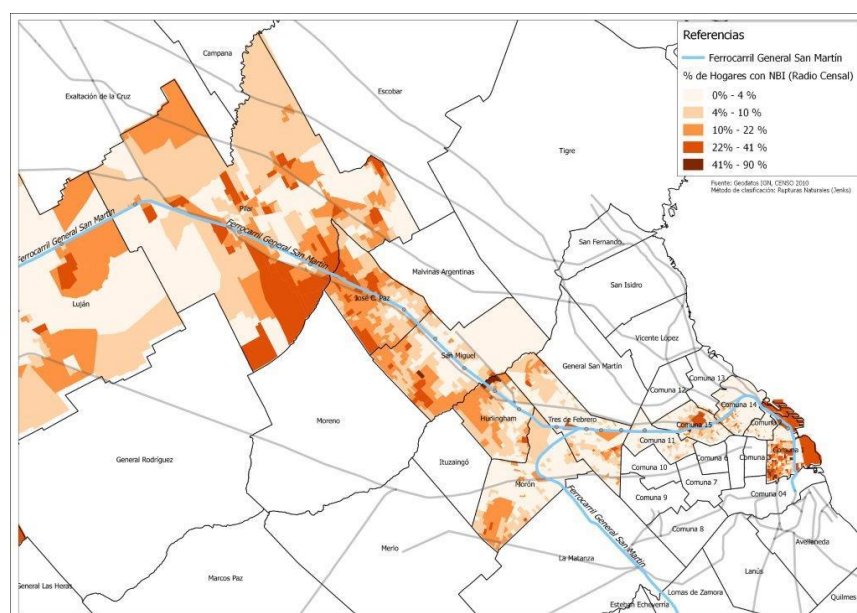 Referencias
Ferrocarril General San Martín
% de Hogares con NBI (Radio Censal)
0% - 4 %
4% - 10 %
10% - 22 %
22% - 41 %
41% - 90 %
Fuente: Geodatos IGN, CENSO 2010
Método de clasificación: Rupturas Naturales (Jenks)
Campana
Exaltación de la Cruz
Escobar
Tigre
Pilar
Ferrocarril General San Martín
Ferrocarril General San Martín
San Fernando
Malvinas Argentinas
San Isidro
Luján
José C. Paz
Vicente López
San Miguel
General San Martín
Comuna 13
Comuna 12
Comuna 14
Moreno
Hurlingham
Tres de Febrero
Comuna 15
Comuna 11
Comuna 1
General Rodríguez
Ituzaingó
Comuna 6
Comuna 10
Morón
Comuna 7
Comuna 9
Comuna 04
Ferrocarril General San Martín
Comuna 8
Merlo
Avellaneda
La Matanza
Lanús
General Las Heras
Marcos Paz
Lomas de Zamora
Quilmes
Esteban Echeverría